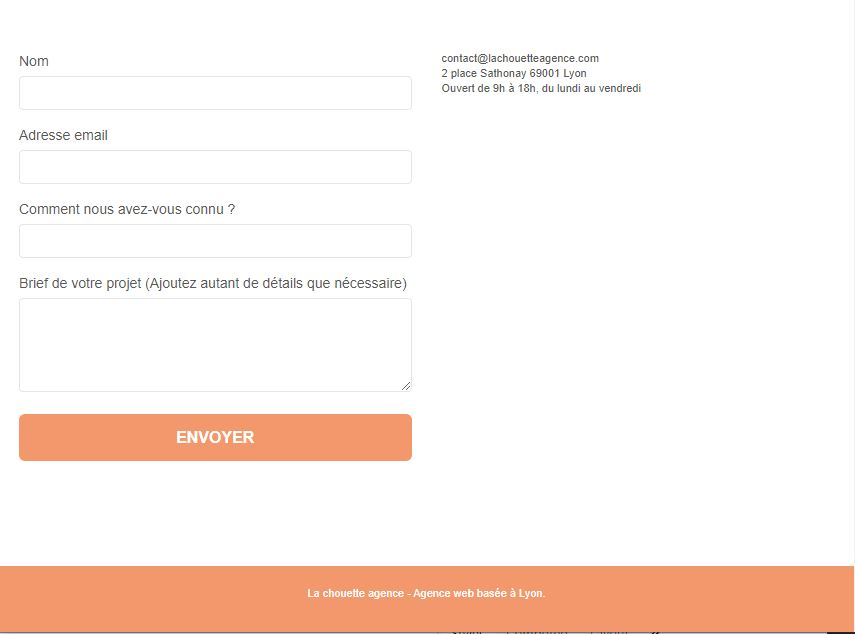 Nom
contact@lachouetteagence.com
2 place Sathonay 69001 Lyon
Ouvert de 9h à 18h, du lundi au vendredi
Adresse email
Comment nous avez-vous connu ?
Brief de votre projet (Ajoutez autant de détails que nécessaire)
ENVOYER
La chouette agence - Agence web basée à Lyon.